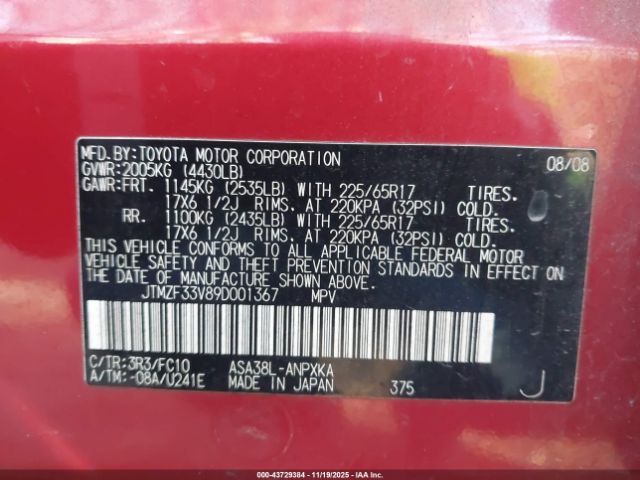 MFD.BY:TOYOTA MOTOR CORPORATION 08/08
GVWR:2005KG (4430LB)
GAWR:FRT. 1145KG (2535LB) WITH 225/65R17 TIRES.
17X6 1/2J RIMS. AT 220KPA (32PSI) COLD.
RR. 1100KG (2435LB) WITH 225/65R17 TIRES.
17X6 1/2J RIMS. AT 220KPA (32PSI) COLD.
THIS VEHICLE CONFORMS TO ALL APPLICABLE FEDERAL MOTOR
VEHICLE SAFETY AND THEFT PREVENTION STANDARDS IN EFFECT ON
THE DATE OF MANUFACTURE SHOWN ABOVE.
JTMZF33V89D001367 MPV
C/TR:3R3/FC10 ASA38L-ANPXKA
A/TM:-08A/U241E MADE IN JAPAN 375 J
000-43729384 | 11/19/2025 - IAAI.COM